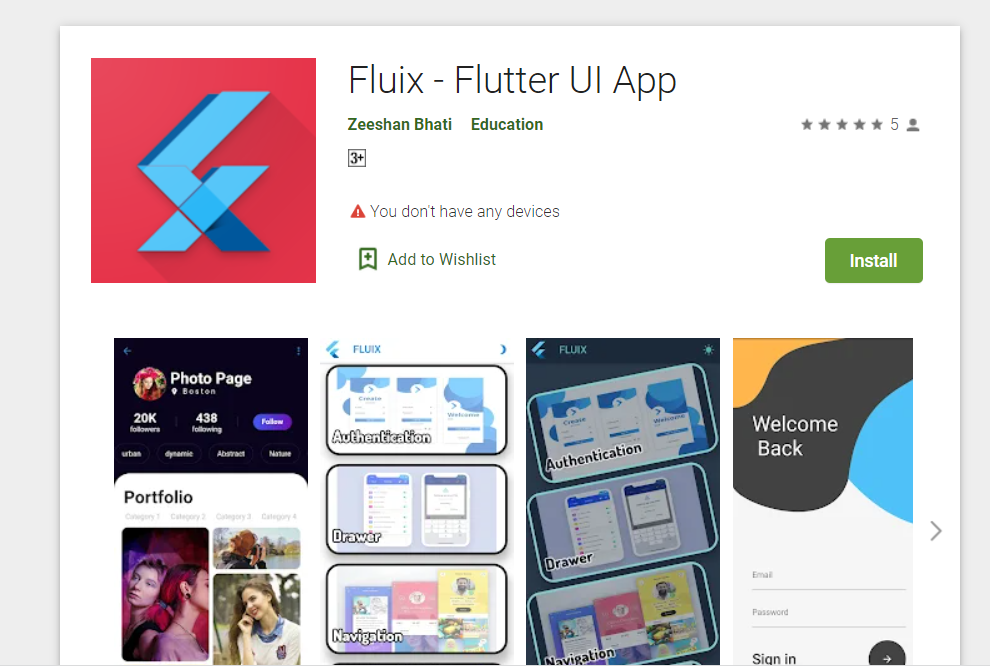 Fluix - Flutter UI App
Zeeshan Bhati Education
5
3+
You don't have any devices
Add to Wishlist
Install
Photo Page
Boston
20K
followers
438
following
Follow
urban dynamic Abstract Nature
Portfolio
Category 1 Category 2 Category 3 Category 4
FLUIX
Create
Welcome
Authentication
Drawer
Navigation
FLUIX
Create
Welcome
Authentication
Drawer
Navigation
Welcome
Back
Email
Password
Sign in